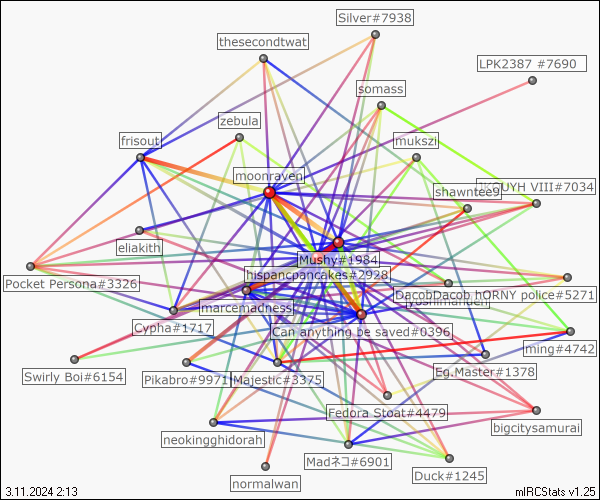 Silver#7938
thesecondtwat
LPK2387 #7690
somass
zebula
frisout
mukszi
moonraven
shawntee9
UYH VIII#7034
eliakith
Mushy#1984
hispancpancakes#2928
Pocket Persona#3326
DacobDacob hORNY police#5271
marcemadness
Cypha#1717
Can anything be saved#0396
ming#4742
Swirly Boi#6154
Pikabro#9971
Majestic#3375
Eg.Master#1378
Fedora Stoat#4479
bigcitysamurai
neokingghidorah
Madネコ#6901
normalwan
Duck#1245
3.11.2024 2:13
mIRCStats v1.25